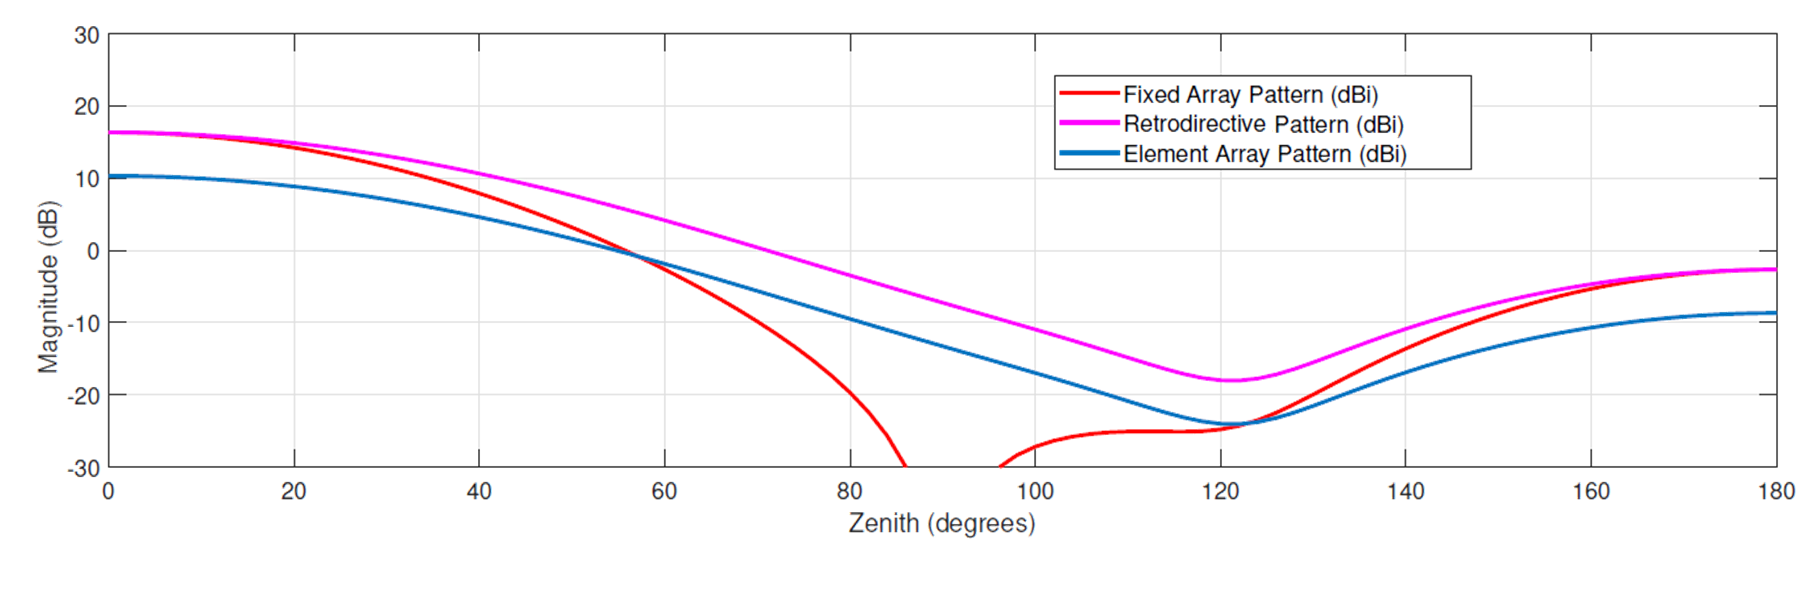 30
20
10
0
-10
-20
-30
Magnitude (dB)
Fixed Array Pattern (dBi)
Retrodirective Pattern (dBi)
Element Array Pattern (dBi)
0 20 40 60 80 100 120 140 160 180
Zenith (degrees)